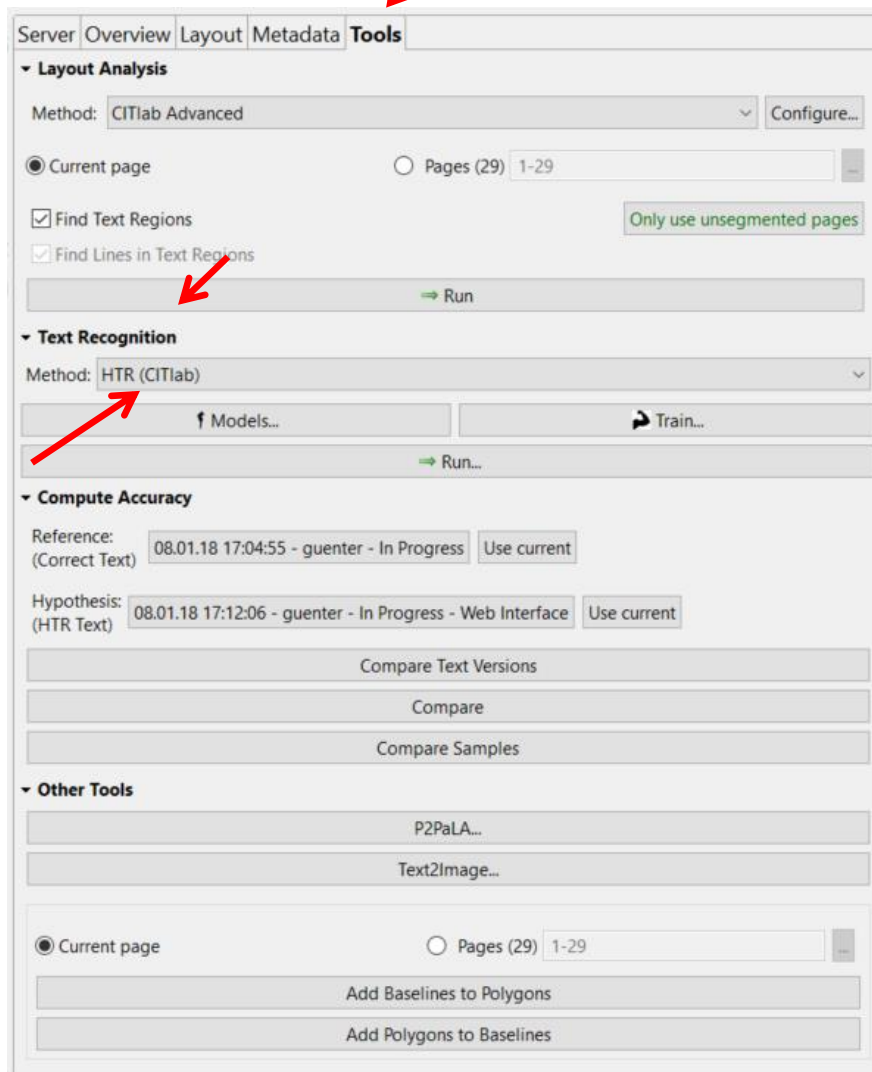 Server Overview Layout Metadata Tools
Layout Analysis
Method: CITlab Advanced Configure...
Current page Pages (29) 1-29 ...
Find Text Regions Only use unsegmented pages
Find Lines in Text Regions
⇒ Run
Text Recognition
Method: HTR (CITlab)
Models... Train...
⇒ Run...
Compute Accuracy
Reference:
(Correct Text) 08.01.18 17:04:55 - guenter - In Progress Use current
Hypothesis:
(HTR Text) 08.01.18 17:12:06 - guenter - In Progress - Web Interface Use current
Compare Text Versions
Compare
Compare Samples
Other Tools
P2PaLA...
Text2Image...
Current page Pages (29) 1-29 ...
Add Baselines to Polygons
Add Polygons to Baselines